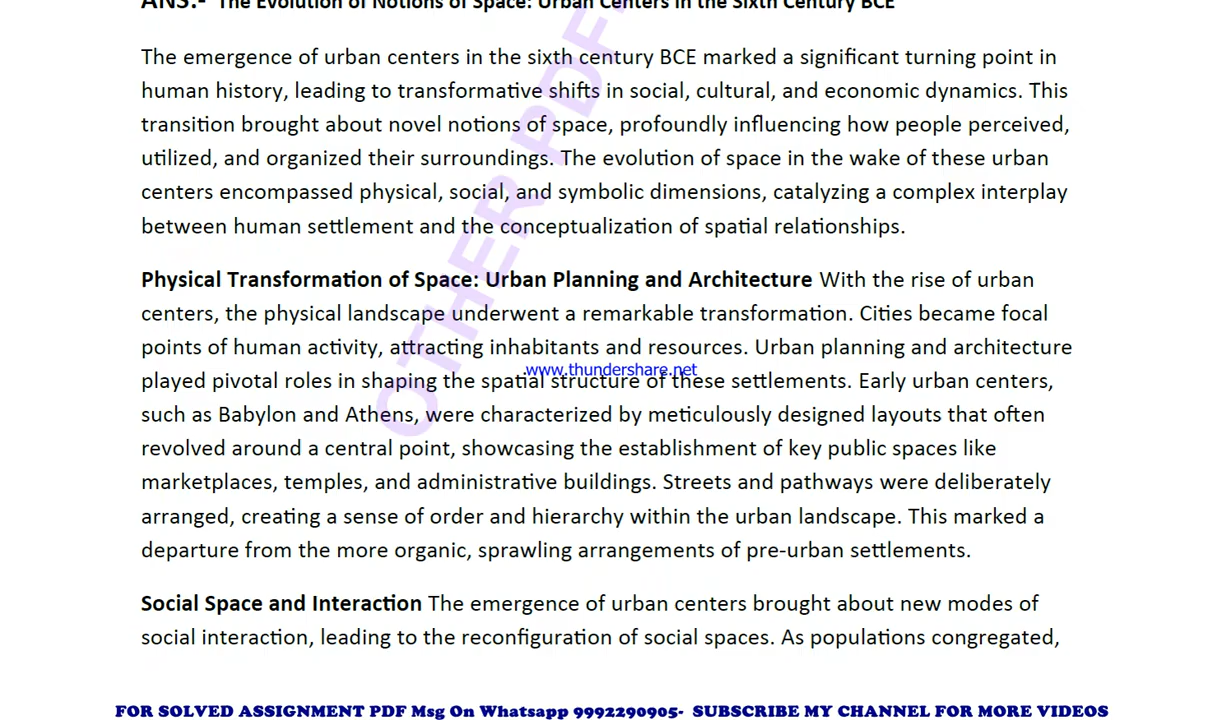 ANS.- The Evolution of Notions of Space: Urban Centers in the Sixth Century BCE
The emergence of urban centers in the sixth century BCE marked a significant turning point in
human history, leading to transformative shifts in social, cultural, and economic dynamics. This
transition brought about novel notions of space, profoundly influencing how people perceived,
utilized, and organized their surroundings. The evolution of space in the wake of these urban
centers encompassed physical, social, and symbolic dimensions, catalyzing a complex interplay
between human settlement and the conceptualization of spatial relationships.
Physical Transformation of Space: Urban Planning and Architecture With the rise of urban
centers, the physical landscape underwent a remarkable transformation. Cities became focal
points of human activity, attracting inhabitants and resources. Urban planning and architecture
www.thundershare.net
played pivotal roles in shaping the spatial structure of these settlements. Early urban centers,
such as Babylon and Athens, were characterized by meticulously designed layouts that often
revolved around a central point, showcasing the establishment of key public spaces like
marketplaces, temples, and administrative buildings. Streets and pathways were deliberately
arranged, creating a sense of order and hierarchy within the urban landscape. This marked a
departure from the more organic, sprawling arrangements of pre-urban settlements.
Social Space and Interaction The emergence of urban centers brought about new modes of
social interaction, leading to the reconfiguration of social spaces. As populations congregated,
OTHER PDF
FOR SOLVED ASSIGNMENT PDF Msg On Whatsapp 9992290905- SUBSCRIBE MY CHANNEL FOR MORE VIDEOS